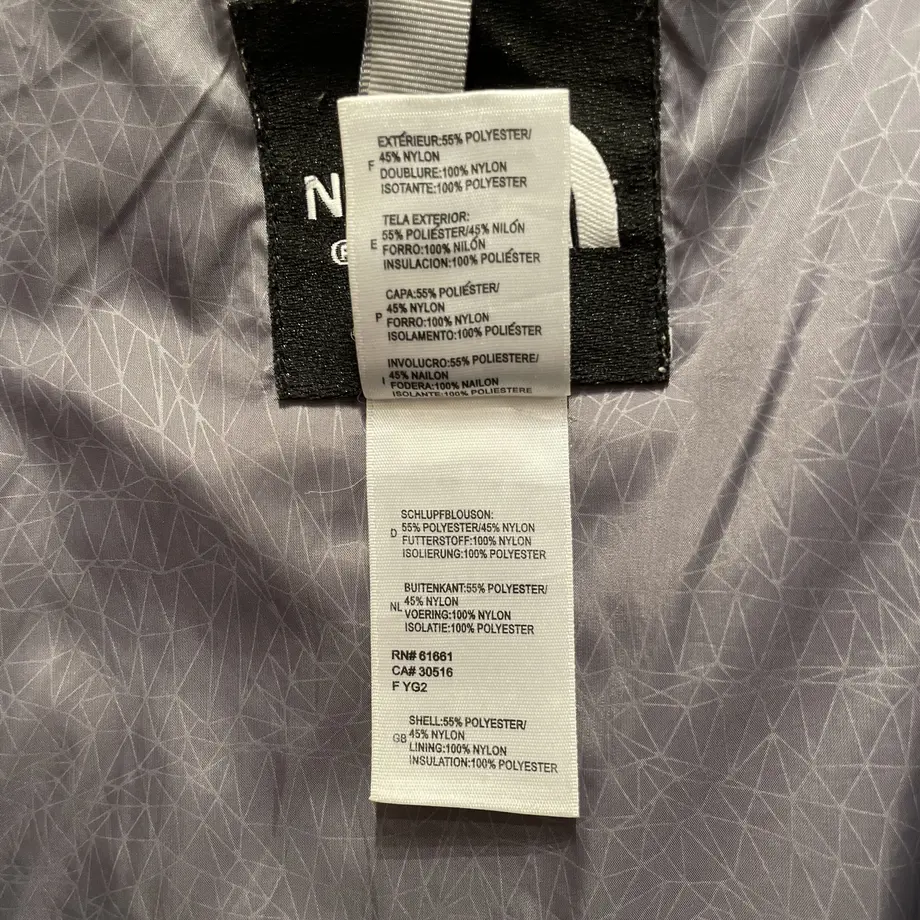 N
®
F
EXTÉRIEUR:55% POLYESTER/
45% NYLON
DOUBLURE:100% NYLON
ISOTANTE:100% POLYESTER
E
TELA EXTERIOR:
55% POLIÉSTER/45% NILÓN
FORRO:100% NILÓN
INSULACION:100% POLIÉSTER
P
CAPA:55% POLIÉSTER/
45% NYLON
FORRO:100% NYLON
ISOLAMENTO:100% POLIÉSTER
I
INVOLUCRO:55% POLIESTERE/
45% NAILON
FODERA:100% NAILON
ISOLANTE:100% POLIESTERE
D
SCHLUPFBLOUSON:
55% POLYESTER/45% NYLON
FUTTERSTOFF:100% NYLON
ISOLIERUNG:100% POLYESTER
NL
BUITENKANT:55% POLYESTER/
45% NYLON
VOERING:100% NYLON
ISOLATIE:100% POLYESTER
RN# 61661
CA# 30516
F YG2
GB
SHELL:55% POLYESTER/
45% NYLON
LINING:100% NYLON
INSULATION:100% POLYESTER